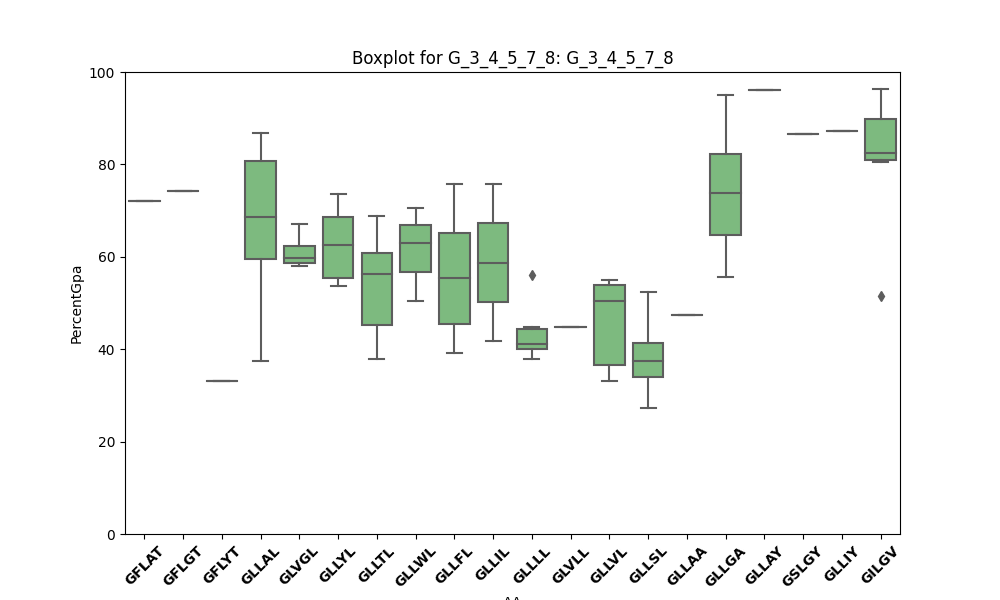 Boxplot for G_3_4_5_7_8: G_3_4_5_7_8
100
80
60
40
20
0
PercentGpa
GFLAT GFLGT GFLYT GLLAL GLVGL GLLYL GLLTL GLLWL GLLFL GLLIL GLLLL GLVLL GLLVL GLLSL GLLAA GLLGA GLLAY GSLGY GLLIY GILGV